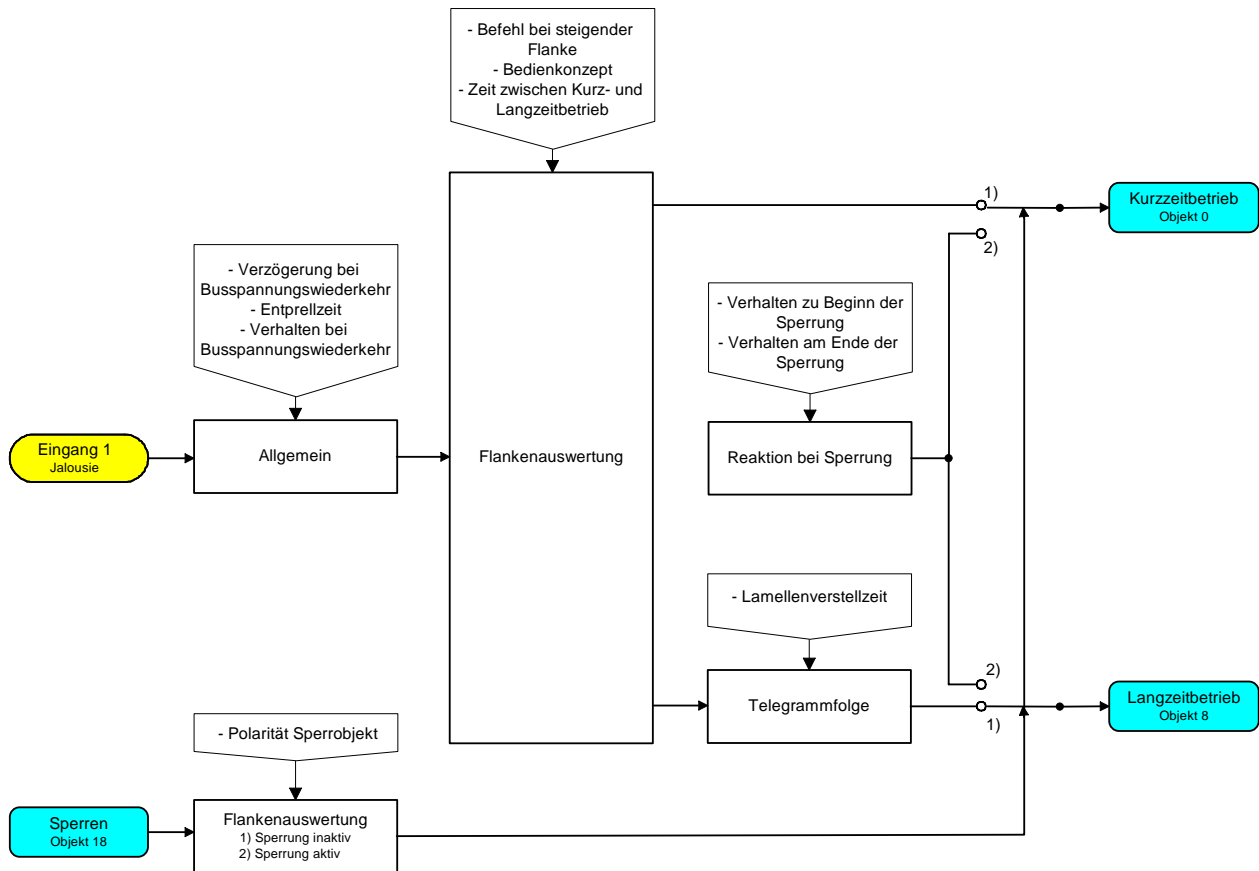 - Befehl bei steigender
Flanke
- Bedienkonzept
- Zeit zwischen Kurz- und
Langzeitbetrieb
1)
Kurzzeitbetrieb
Objekt 0
2)
- Verzögerung bei
Busspannungswiederkehr
- Entprellzeit
- Verhalten bei
Busspannungswiederkehr
- Verhalten zu Beginn der
Sperrung
- Verhalten am Ende der
Sperrung
Eingang 1
Jalousie
Allgemein
Flankenauswertung
Reaktion bei Sperrung
- Lamellenverstellzeit
2)
Telegrammfolge
1)
Langzeitbetrieb
Objekt 8
- Polarität Sperrobjekt
Sperren
Objekt 18
Flankenauswertung
1) Sperrung inaktiv
2) Sperrung aktiv